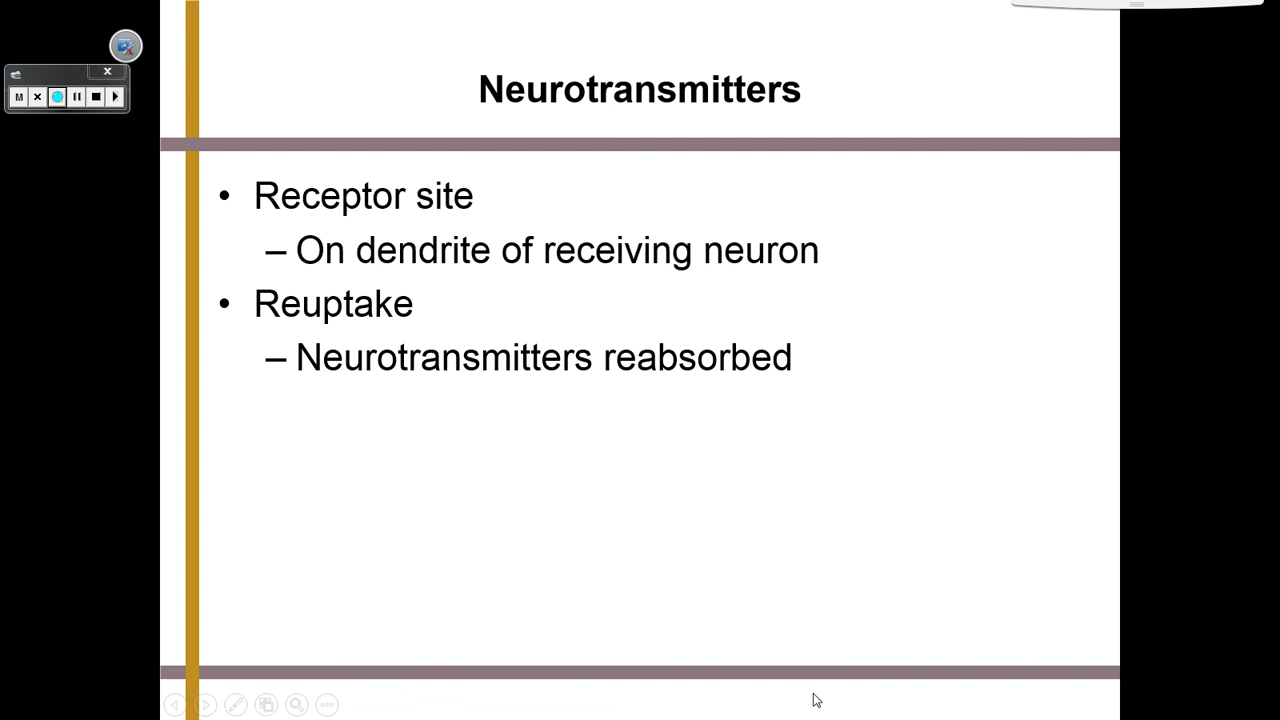 Neurotransmitters
• Receptor site
– On dendrite of receiving neuron
• Reuptake
– Neurotransmitters reabsorbed
M